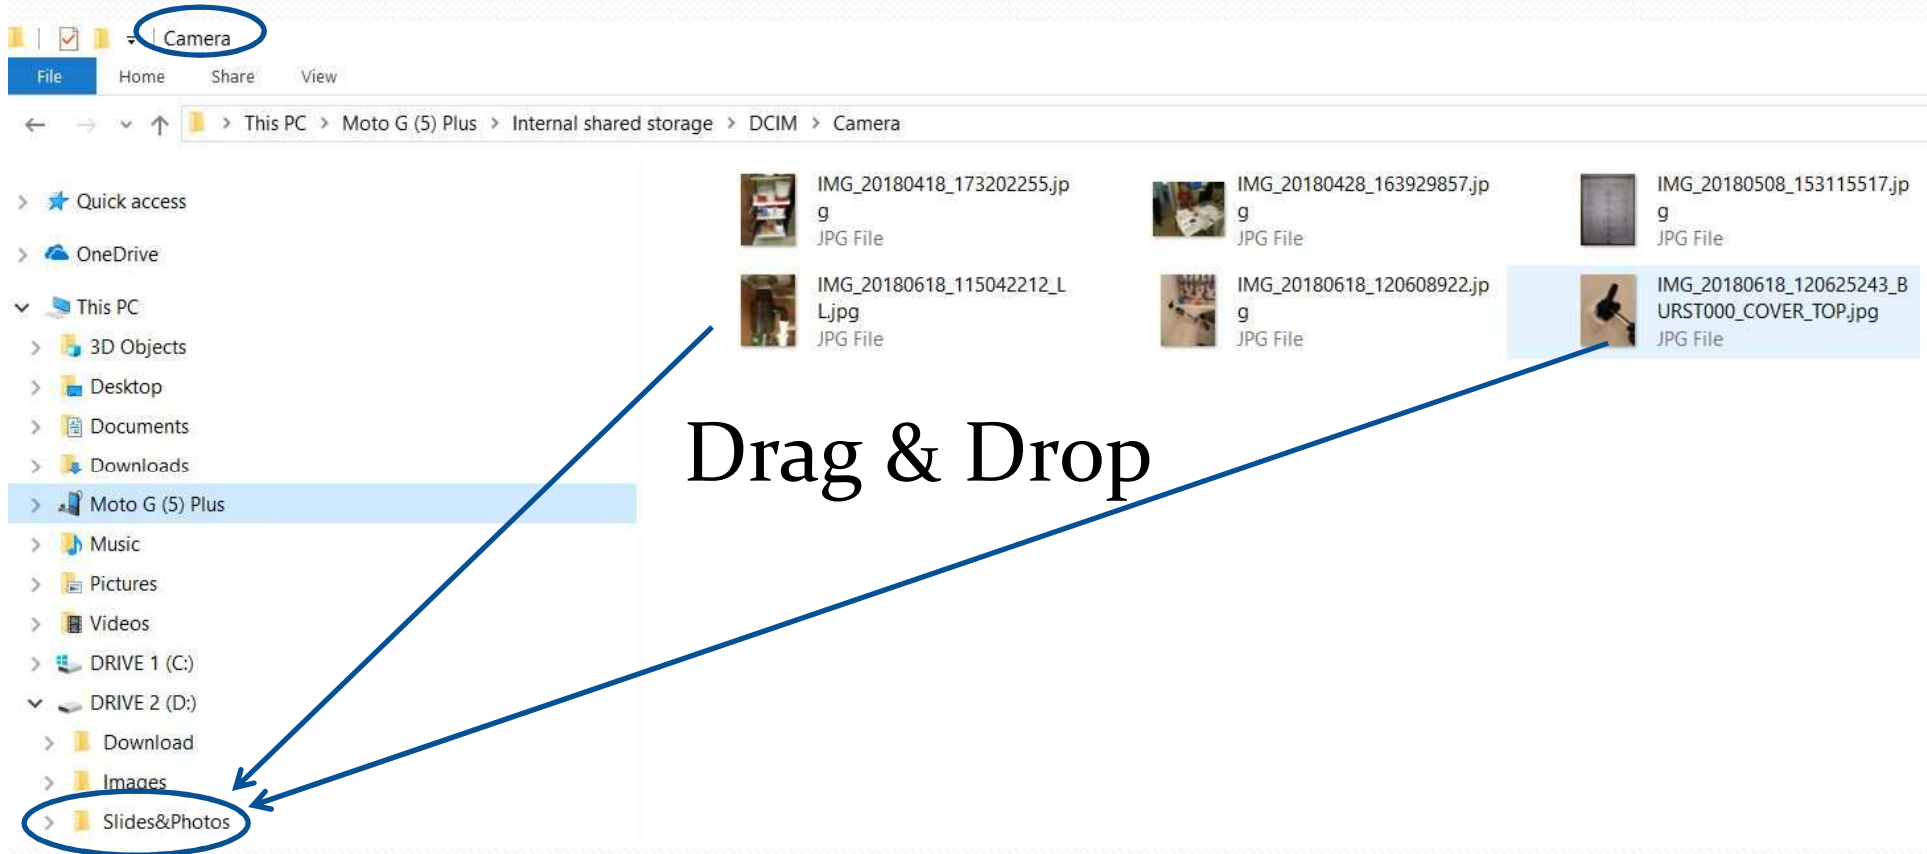 Camera
File Home Share View
This PC > Moto G (5) Plus > Internal shared storage > DCIM > Camera
Quick access
OneDrive
This PC
3D Objects
Desktop
Documents
Downloads
Moto G (5) Plus
Music
Pictures
Videos
DRIVE 1 (C:)
DRIVE 2 (D:)
Download
Images
Slides&Photos
IMG_20180418_173202255.jp
g
JPG File
IMG_20180428_163929857.jp
g
JPG File
IMG_20180508_153115517.jp
g
JPG File
IMG_20180618_115042212_L
L.jpg
JPG File
IMG_20180618_120608922.jp
g
JPG File
IMG_20180618_120625243_B
URST000_COVER_TOP.jpg
JPG File
Drag & Drop